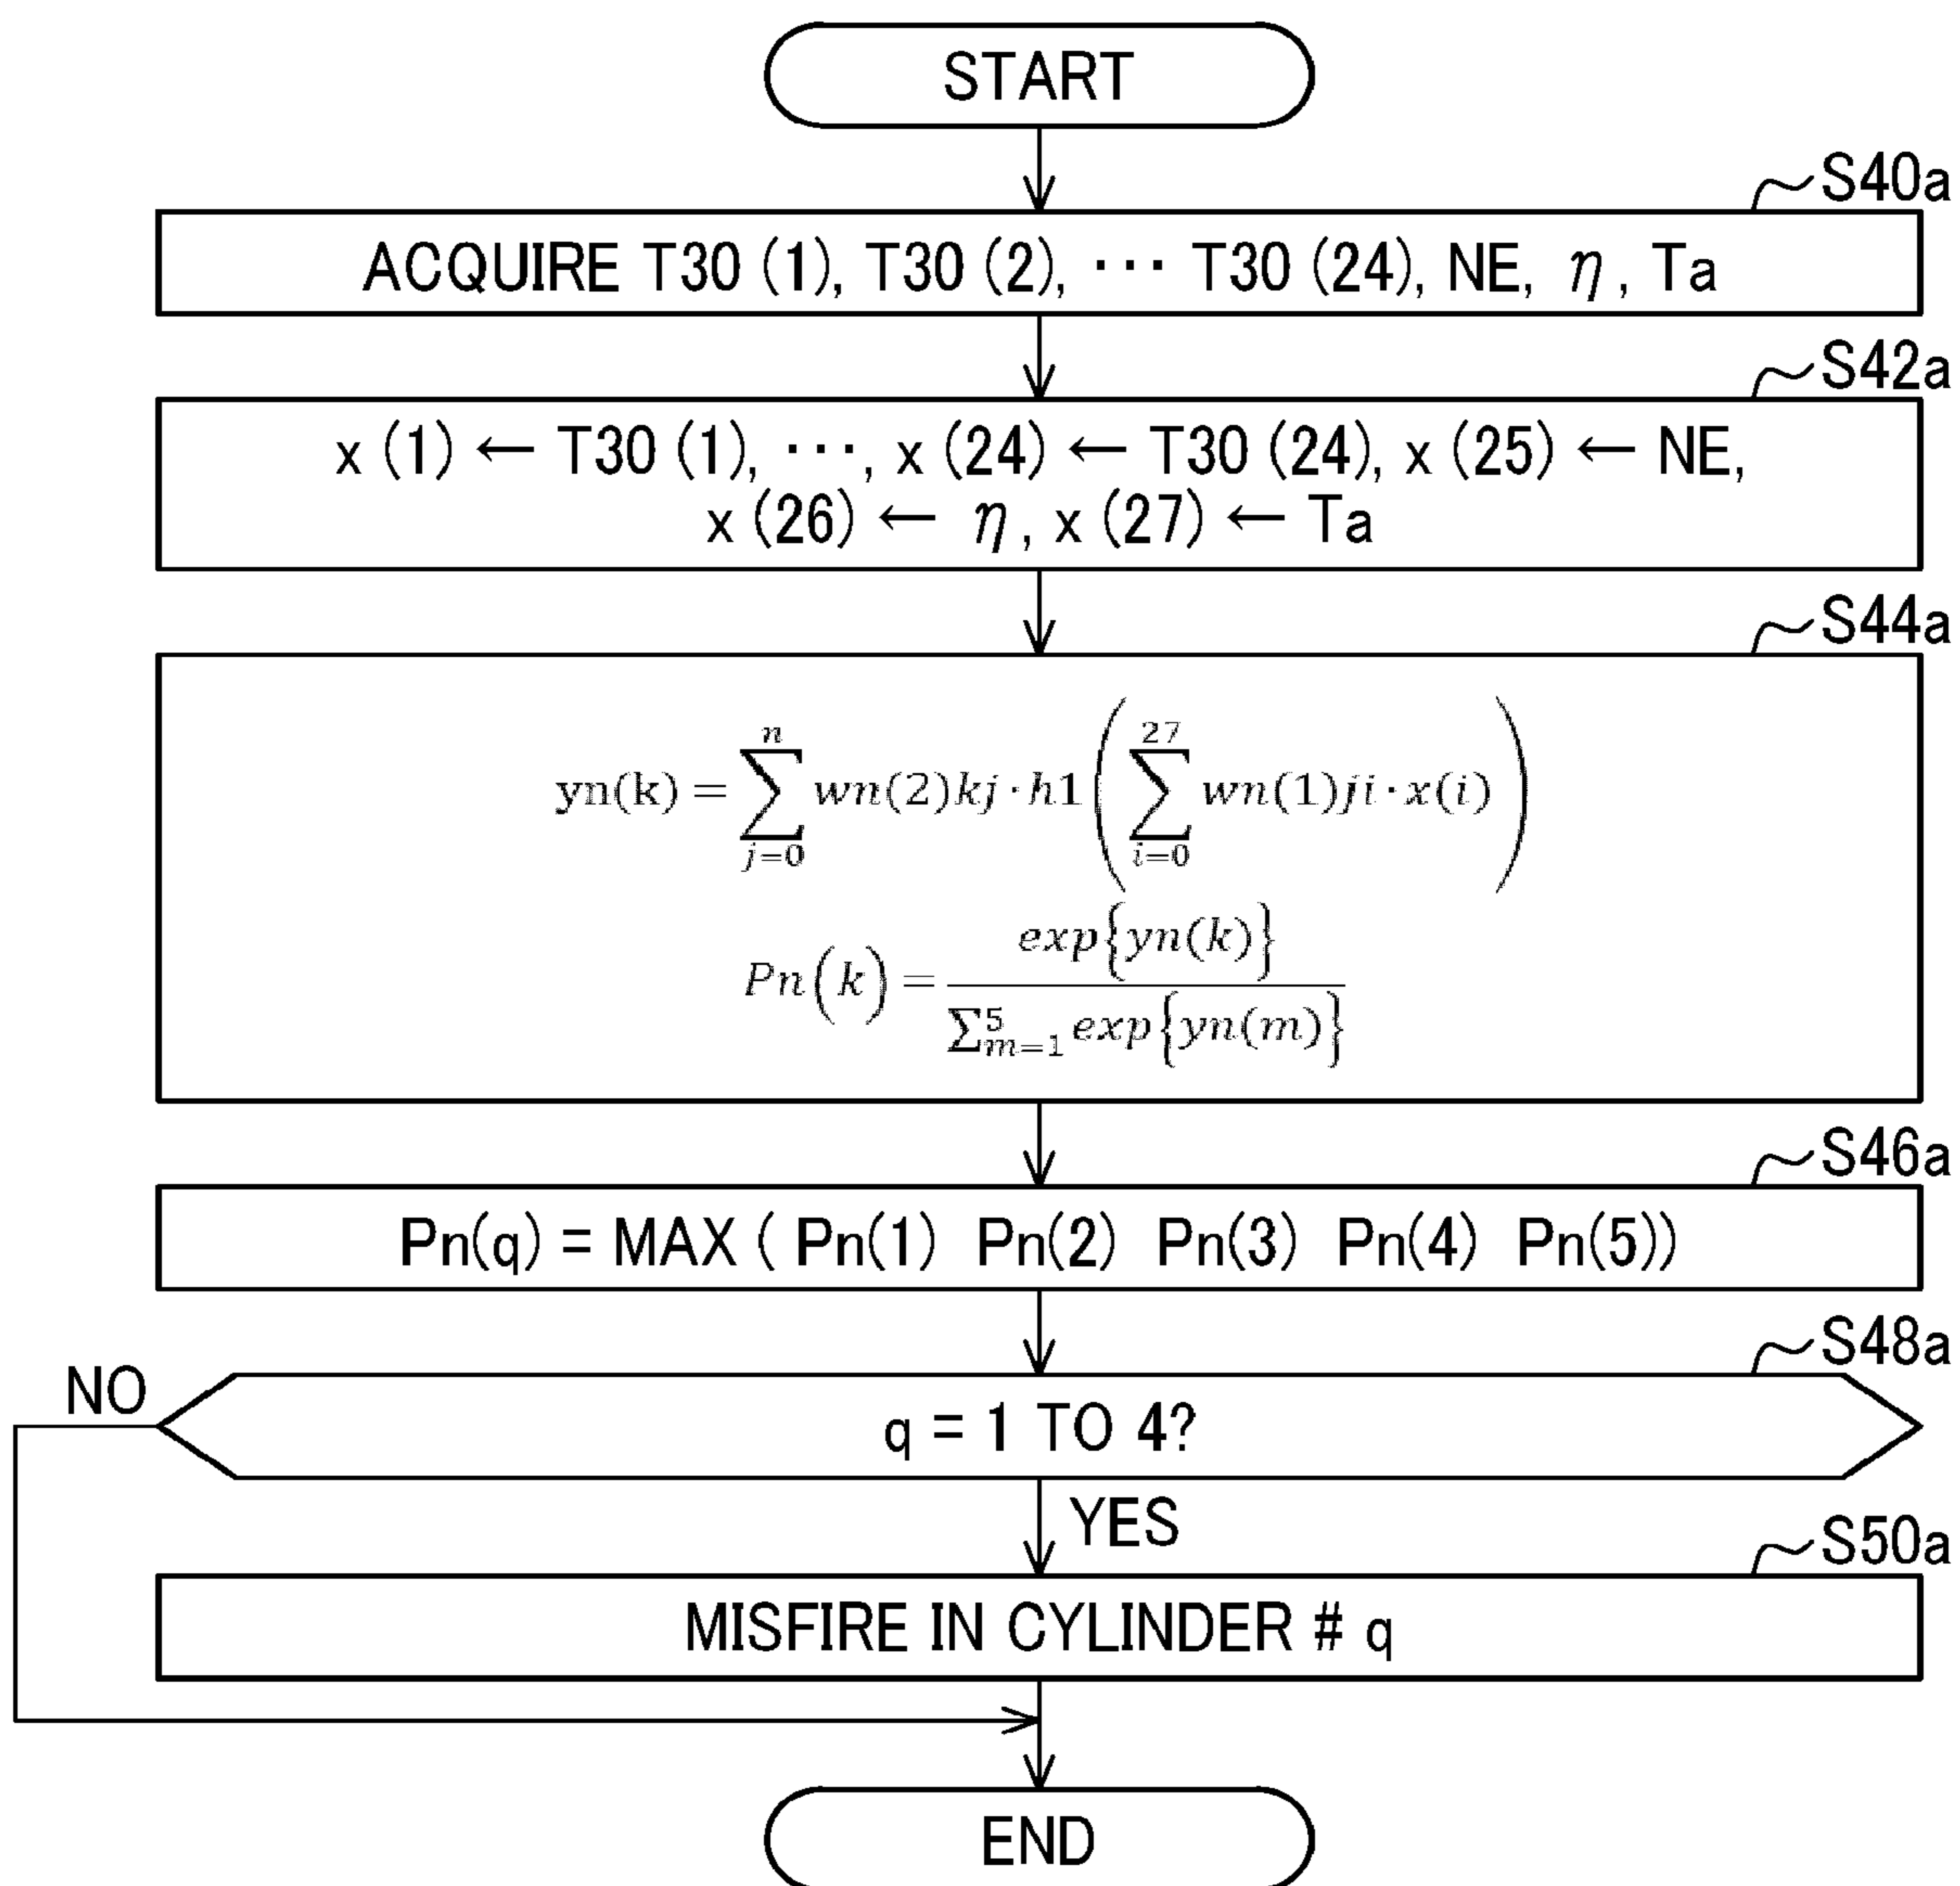 START
S40a
ACQUIRE T30 (1), T30 (2), ··· T30 (24), NE, η, Ta
S42a
x (1) ← T30 (1), ···, x (24) ← T30 (24), x (25) ← NE,
x (26) ← η, x (27) ← Ta
S44a
yn(k) = ∑_{j=0}^{n} wn(2)kj·h1(∑_{i=0}^{27} wn(1)ji·x(i))
Pn(k) = exp{yn(k)} / ∑_{m=1}^{5} exp{yn(m)}
S46a
Pn(q) = MAX ( Pn(1) Pn(2) Pn(3) Pn(4) Pn(5))
S48a
NO
q = 1 TO 4?
YES
S50a
MISFIRE IN CYLINDER # q
END